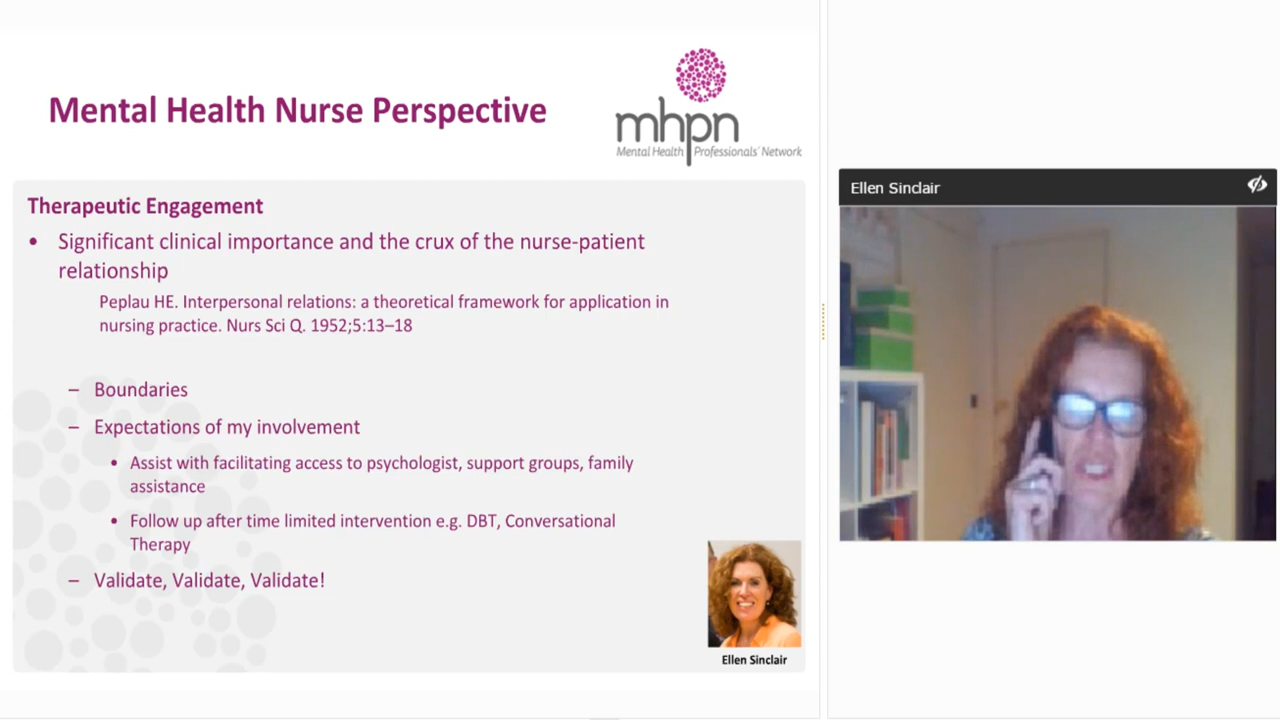 Mental Health Nurse Perspective
mhpn
Mental Health Professionals' Network
Therapeutic Engagement
• Significant clinical importance and the crux of the nurse-patient
relationship
Peplau HE. Interpersonal relations: a theoretical framework for application in
nursing practice. Nurs Sci Q. 1952;5:13–18
– Boundaries
– Expectations of my involvement
• Assist with facilitating access to psychologist, support groups, family
assistance
• Follow up after time limited intervention e.g. DBT, Conversational
Therapy
– Validate, Validate, Validate!
Ellen Sinclair
Ellen Sinclair